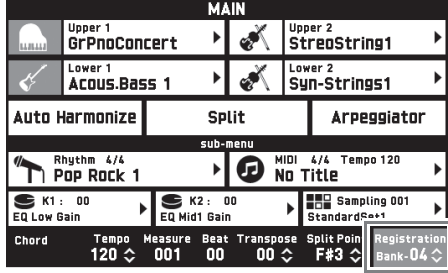 MAIN
Upper 1
GrPnoConcert
Upper 2
StreoString1
Lower 1
Acous.Bass 1
Lower 2
Syn-Strings1
Auto Harmonize
Split
Arpeggiator
sub-menu
Rhythm 4/4
Pop Rock 1
MIDI 4/4 Tempo 120
No Title
K1 : 00
EQ Low Gain
K2 : 00
EQ Mid1 Gain
Sampling 001
StandardSet1
Chord Tempo Measure Beat Transpose Split Poin Registration
120 001 00 00 F#3 Bank-04